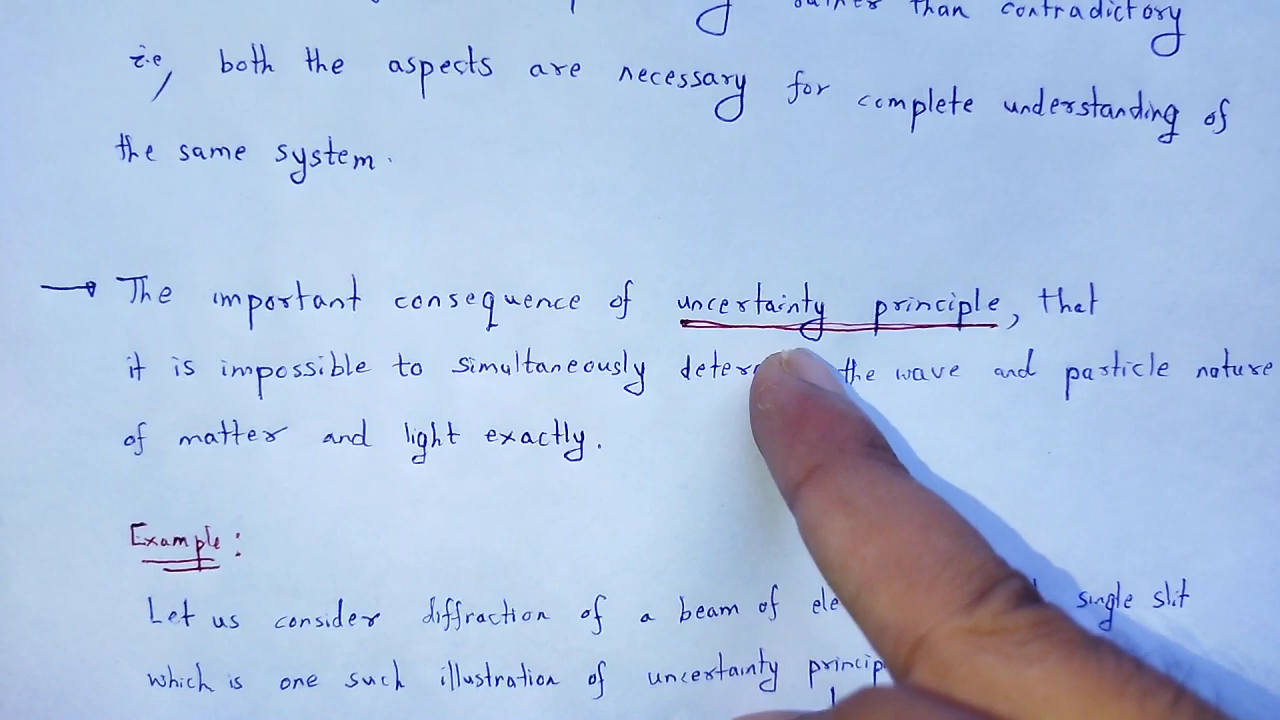 than contradictory
i.e, both the aspects are necessary for complete understanding of
the same system.
The important consequence of uncertainty principle, that
it is impossible to simultaneously the wave and particle nature
of matter and light exactly.
Example:
Let us consider diffraction of a beam of single slit
which is one such illustration of uncertainty